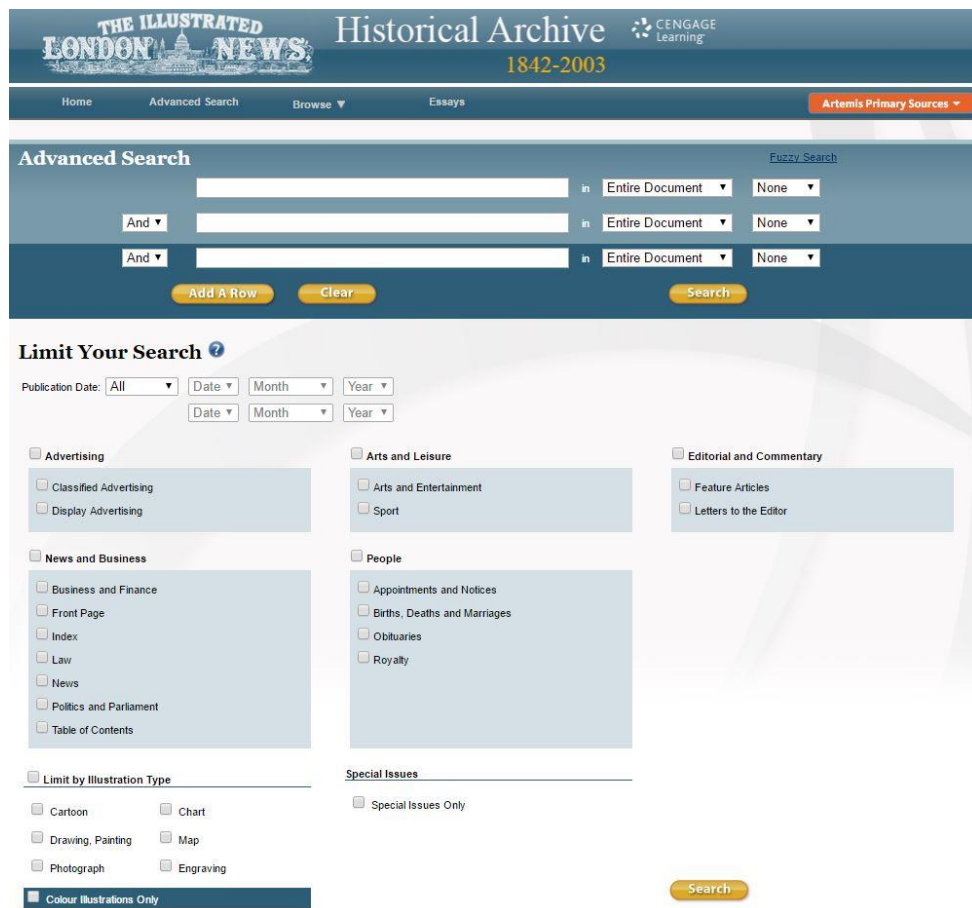 THE ILLUSTRATED
LONDON NEWS.
Historical Archive
1842-2003
CENGAGE
Learning
Home Advanced Search Browse ▼ Essays Artemis Primary Sources
Advanced Search
Fuzzy Search
in Entire Document None
And in Entire Document None
And in Entire Document None
Add A Row Clear Search
Limit Your Search ?
Publication Date: All Date Month Year
Date Month Year
Advertising
Classified Advertising
Display Advertising
Arts and Leisure
Arts and Entertainment
Sport
Editorial and Commentary
Feature Articles
Letters to the Editor
News and Business
Business and Finance
Front Page
Index
Law
News
Politics and Parliament
Table of Contents
People
Appointments and Notices
Births, Deaths and Marriages
Obituaries
Royalty
Limit by Illustration Type
Cartoon Chart
Drawing, Painting Map
Photograph Engraving
Colour Illustrations Only
Special Issues
Special Issues Only
Search